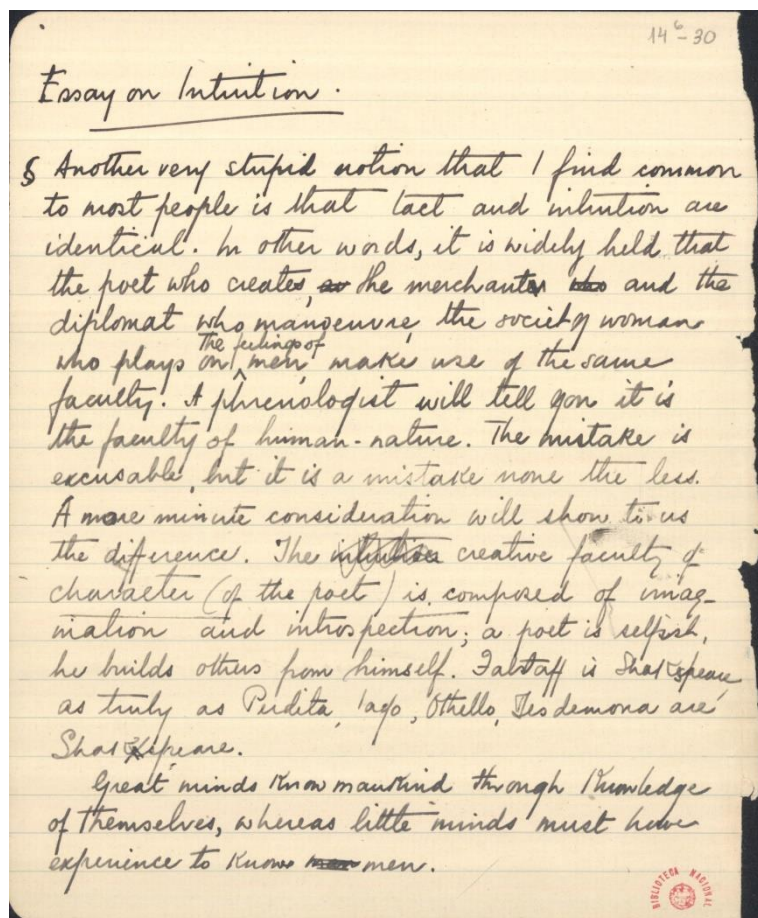 14⁶-30
Essay on Intuition.
§ Another very stupid notion that I find common
to most people is that tact and intuition are
identical. In other words, it is widely held that
the poet who creates, the merchant and the
diplomat who manoeuvre, the society woman
who plays on the feelings of men, make use of the same
faculty. A phrenologist will tell you it is
the faculty of human-nature. The mistake is
excusable, but it is a mistake none the less.
A more minute consideration will show to us
the difference. The creative faculty of
character (of the poet) is composed of imag-
ination and introspection; a poet is selfish,
he builds others from himself. Falstaff is Shakspeare,
as truly as Perdita, Iago, Othello, Desdemona are
Shakspeare.
Great minds know mankind through knowledge
of themselves, whereas little minds must have
experience to know men.
BIBLIOTECA NACIONAL